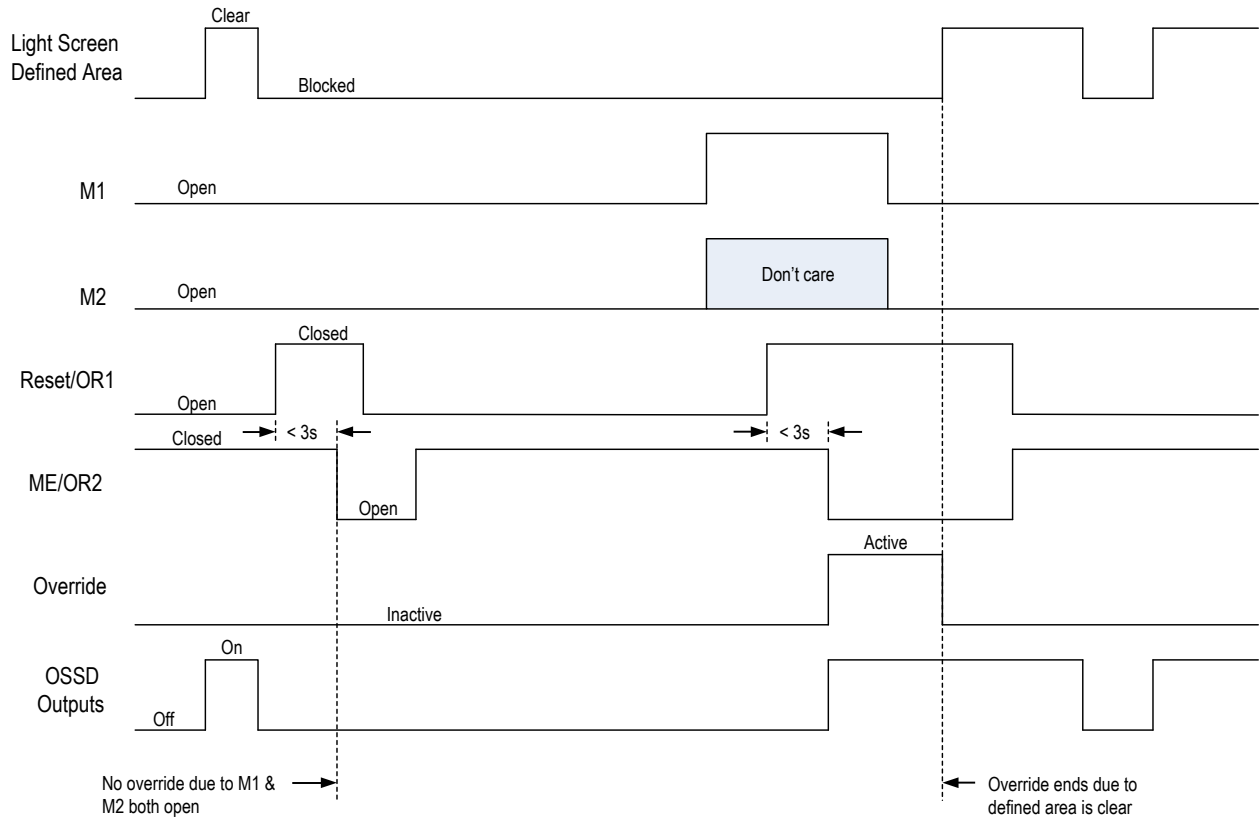 Clear
Light Screen
Defined Area
Blocked
M1
Open
M2
Open
Don't care
Closed
Reset/OR1
Open
< 3s
< 3s
Closed
ME/OR2
Open
Active
Override
Inactive
On
OSSD
Outputs
Off
No override due to M1 &
M2 both open
Override ends due to
defined area is clear